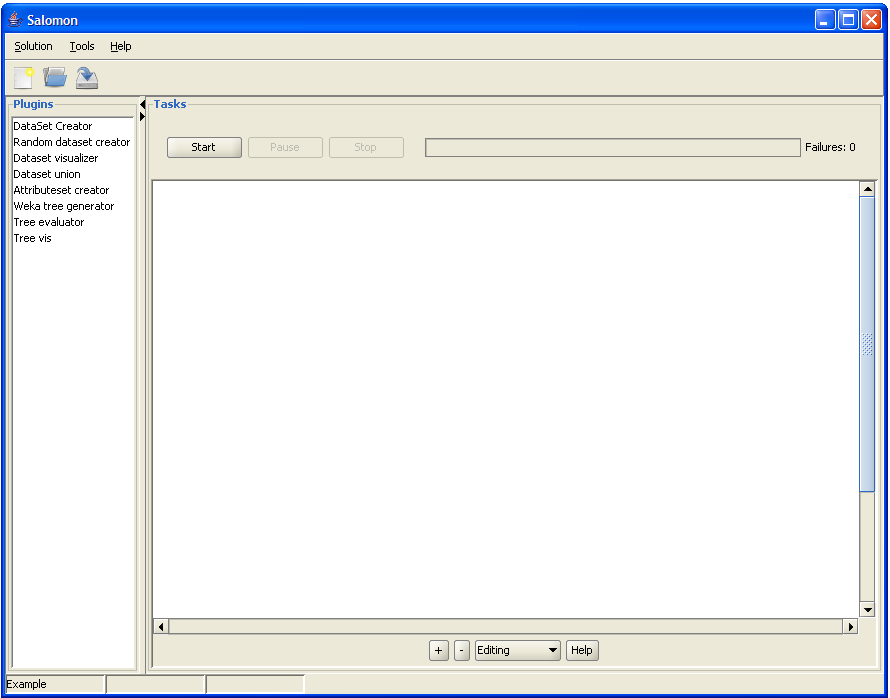 Salomon
Solution Tools Help
Plugins
DataSet Creator
Random dataset creator
Dataset visualizer
Dataset union
Attributeset creator
Weka tree generator
Tree evaluator
Tree vis
Tasks
Start Pause Stop Failures: 0
+ - Editing Help
Example